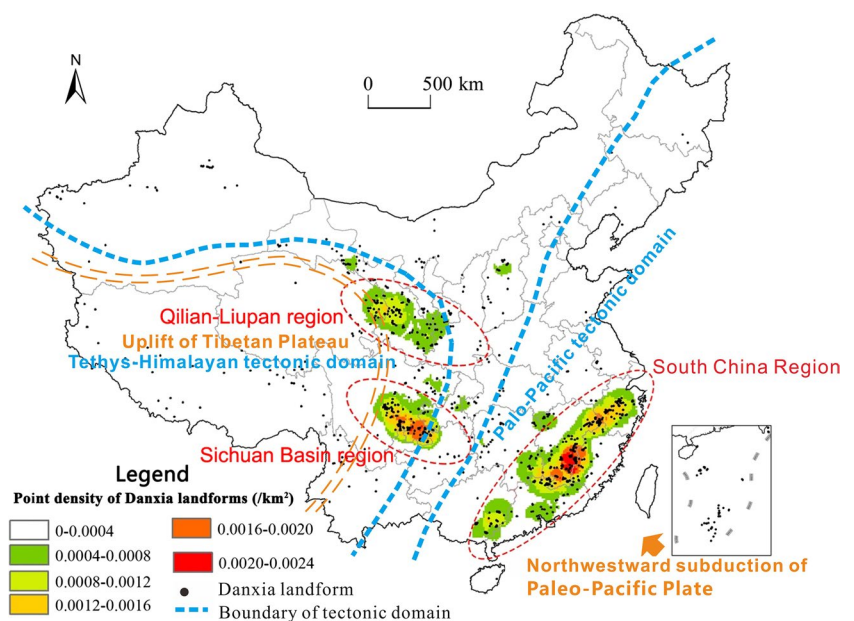 N
0 500 km
Qilian-Liupan region
Uplift of Tibetan Plateau
Tethys-Himalayan tectonic domain
Palo-Pacific tectonic domain
South China Region
Sichuan Basin region
Northwestward subduction of
Paleo-Pacific Plate
Legend
Point density of Danxia landforms (/km²)
0-0.0004
0.0004-0.0008
0.0008-0.0012
0.0012-0.0016
0.0016-0.0020
0.0020-0.0024
Danxia landform
Boundary of tectonic domain